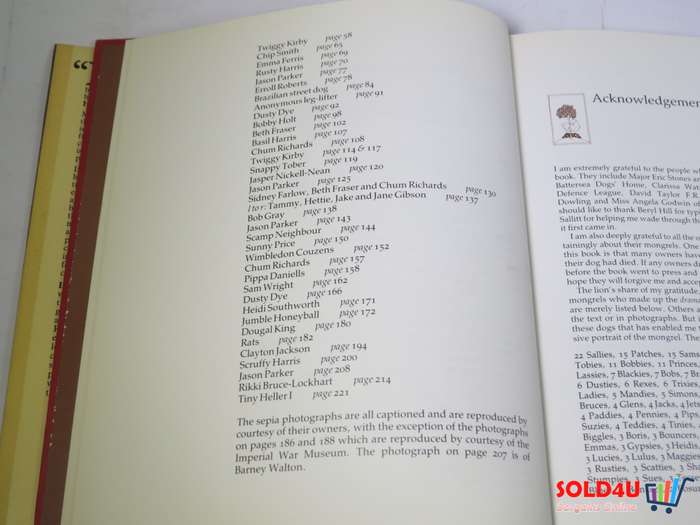 Twiggy Kirby page 58
Chip Smith page 65
Emma Ferris page 69
Rusty Harris page 70
Jason Parker page 77
Erroll Roberts page 78
Brazilian street dog page 84
Anonymous leg-lifter page 91
Dusty Dye page 92
Bobby Holt page 98
Beth Fraser page 102
Basil Harris page 107
Chum Richards page 108
Twiggy Kirby page 114 & 117
Snappy Tober page 119
Jasper Nickell-Nean page 120
Jason Parker page 125
Sidney Farlow, Beth Fraser and Chum Richards page 130
l to r: Tammy, Hettie, Jake and Jane Gibson page 137
Bob Gray page 138
Jason Parker page 143
Scamp Neighbour page 144
Sunny Price page 150
Wimbledon Couzens page 152
Chum Richards page 157
Pippa Daniells page 158
Sam Wright page 162
Dusty Dye page 166
Heidi Southworth page 171
Jumble Honeyball page 172
Dougal King page 180
Rats page 182
Clayton Jackson page 194
Scruffy Harris page 200
Jason Parker page 208
Rikki Bruce-Lockhart page 214
Tiny Heller I page 221
The sepia photographs are all captioned and are reproduced by
courtesy of their owners, with the exception of the photographs
on pages 186 and 188 which are reproduced by courtesy of the
Imperial War Museum. The photograph on page 207 is of
Barney Walton.
Acknowledgemen
I am extremely grateful to the people wh
book. They include Major Eric Stones an
Battersea Dogs' Home, Clarissa Wat
Defence League, David Taylor F.R.
Dowling and Miss Angela Godwin of
should like to thank Beryl Hill for typ
Sallitt for helping me wade through th
it first came in.
I am also deeply grateful to all the o
tainingly about their mongrels. One
this book is that many owners have
their dog had died. If any owners d
before the book went to press and
hope they will forgive me and accep
The lion's share of my gratitude,
mongrels who made up the drama
are merely listed below. Others a
the text or in photographs. But i
these dogs that has enabled me
sive portrait of the mongrel. The
22 Sallies, 15 Patches, 15 Sams
Tobies, 11 Bobbies, 11 Princes,
Lassies, 7 Blackies, 7 Bobs, 7 Br
6 Dusties, 6 Rexes, 6 Trixies,
Ladies, 5 Mandies, 5 Simons,
Bruces, 4 Glens, 4 Jacks, 4 Jets
4 Paddies, 4 Pennies, 4 Pips,
Suzies, 4 Teddies, 4 Tinies,
Biggles, 3 Boris, 3 Bouncers,
Emmas, 3 Gypsies, 3 Heidis,
3 Lucies, 3 Lulus, 3 Maggies
3 Rusties, 3 Scatties, 3 Sha
Stumpies, 3 Sues, 3
SOLD4U
Bargains Online